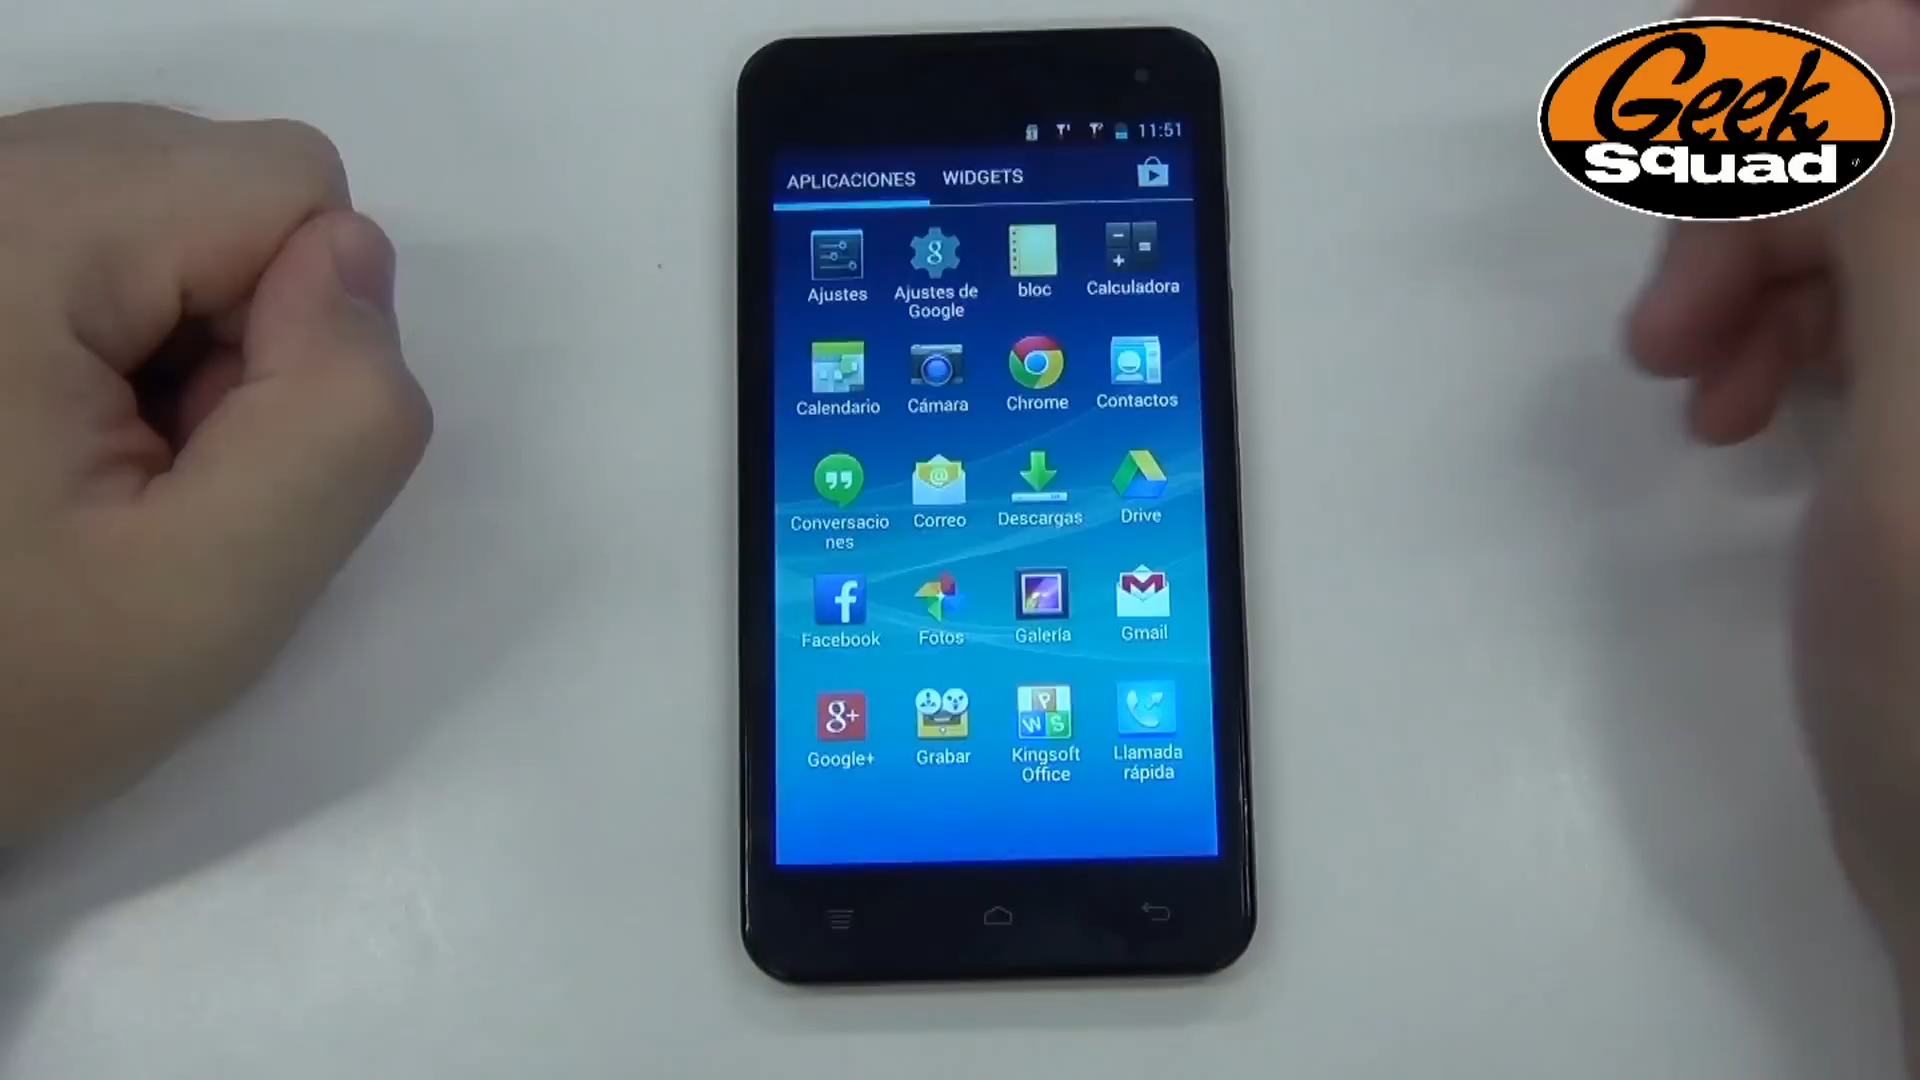 Geek
Squad
11:51
APLICACIONES WIDGETS
Ajustes
Ajustes de
Google
bloc
Calculadora
Calendario
Cámara
Chrome
Contactos
Conversacio
nes
Correo
Descargas
Drive
Facebook
Fotos
Galería
Gmail
Google+
Grabar
Kingsoft
Office
Llamada
rápida